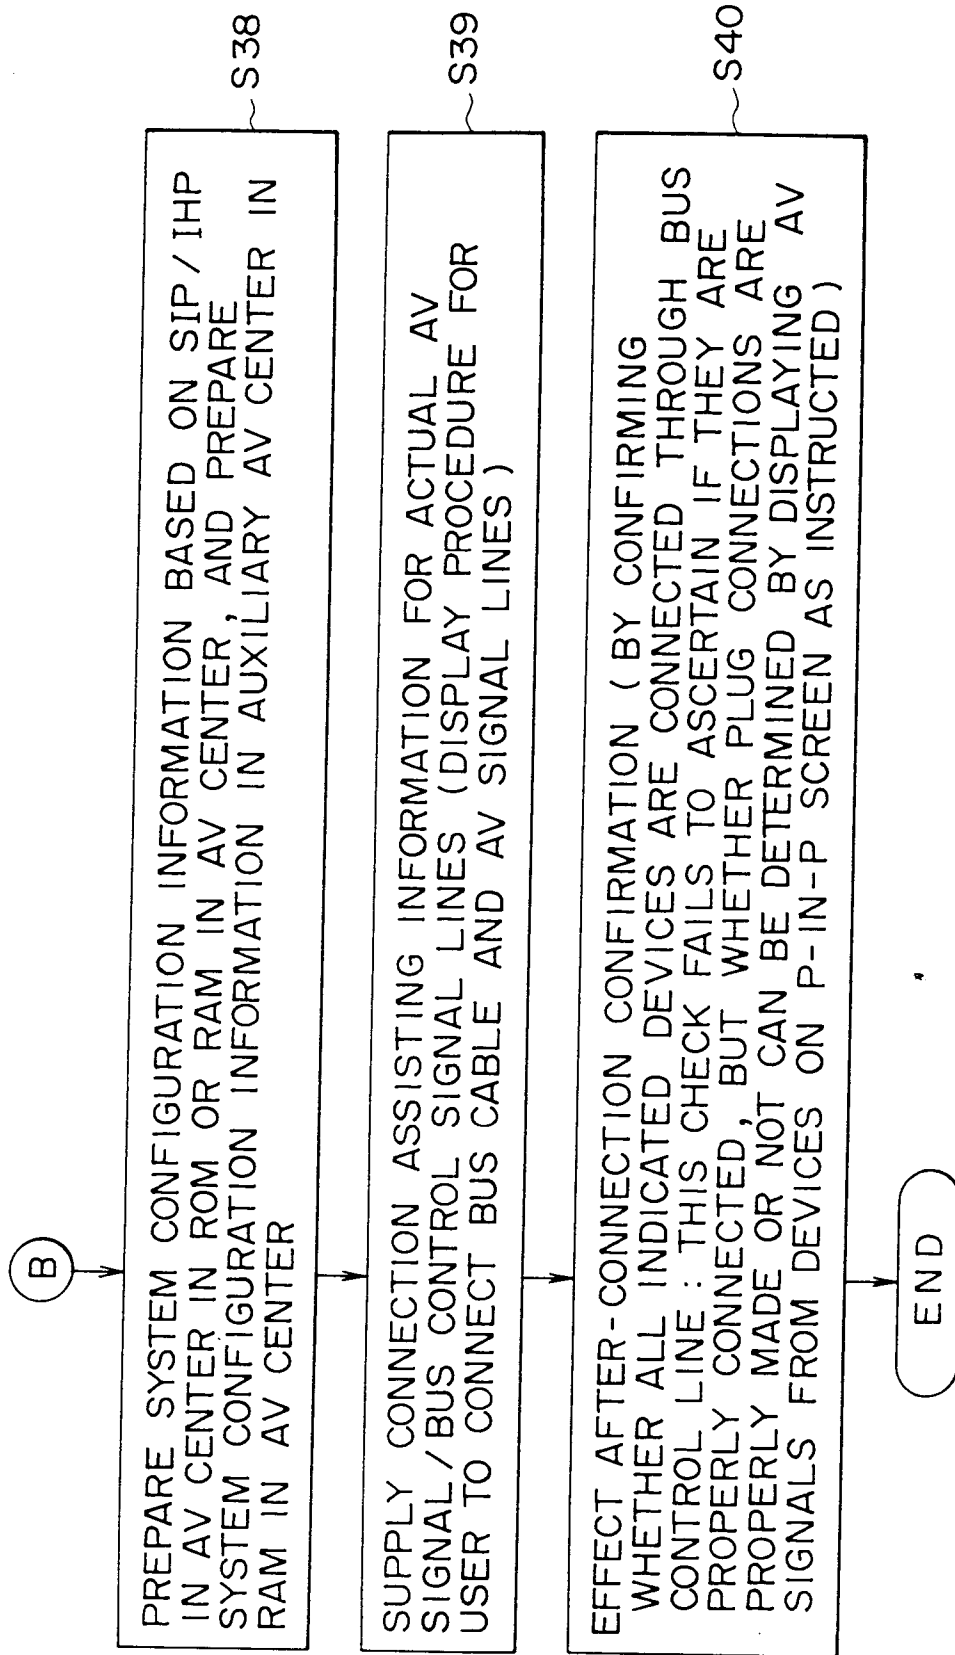 B
PREPARE SYSTEM CONFIGURATION INFORMATION BASED ON SIP/IHP
IN AV CENTER IN ROM OR RAM IN AV CENTER, AND PREPARE
SYSTEM CONFIGURATION INFORMATION IN AUXILIARY AV CENTER IN
RAM IN AV CENTER
S38
SUPPLY CONNECTION ASSISTING INFORMATION FOR ACTUAL AV
SIGNAL/BUS CONTROL SIGNAL LINES (DISPLAY PROCEDURE FOR
USER TO CONNECT BUS CABLE AND AV SIGNAL LINES)
S39
EFFECT AFTER-CONNECTION CONFIRMATION (BY CONFIRMING
WHETHER ALL INDICATED DEVICES ARE CONNECTED THROUGH BUS
CONTROL LINE : THIS CHECK FAILS TO ASCERTAIN IF THEY ARE
PROPERLY CONNECTED, BUT WHETHER PLUG CONNECTIONS ARE
PROPERLY MADE OR NOT CAN BE DETERMINED BY DISPLAYING AV
SIGNALS FROM DEVICES ON P-IN-P SCREEN AS INSTRUCTED)
S40
END